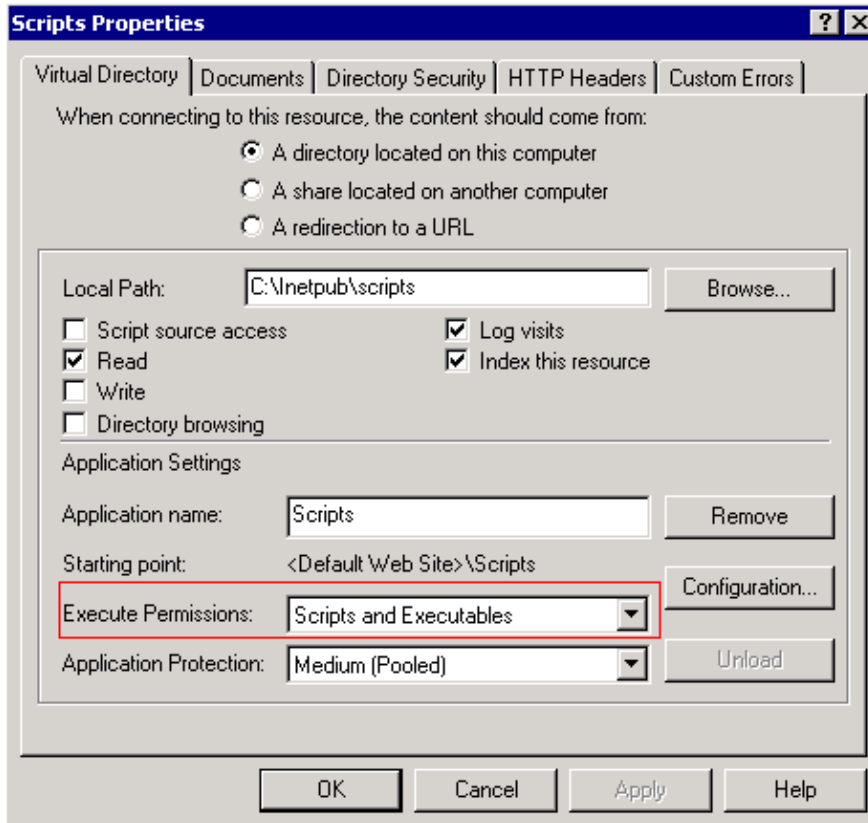 Scripts Properties
Virtual Directory Documents Directory Security HTTP Headers Custom Errors
When connecting to this resource, the content should come from:
A directory located on this computer
A share located on another computer
A redirection to a URL
Local Path: C:\Inetpub\scripts Browse...
Script source access Log visits
Read Index this resource
Write
Directory browsing
Application Settings
Application name: Scripts Remove
Starting point: <Default Web Site>\Scripts
Configuration...
Execute Permissions: Scripts and Executables
Application Protection: Medium (Pooled) Unload
OK Cancel Apply Help